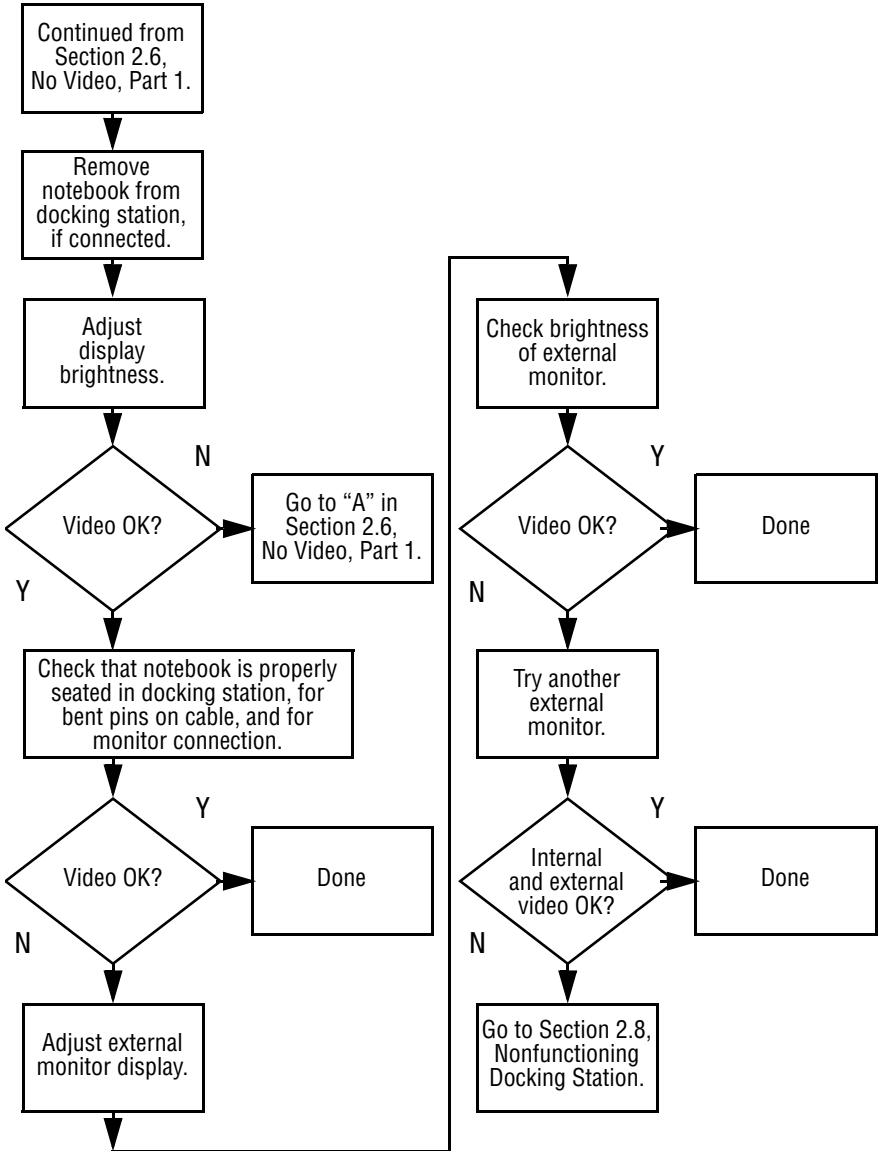 Continued from
Section 2.6,
No Video, Part 1.
Remove
notebook from
docking station,
if connected.
Adjust
display
brightness.
N
Video OK?
Go to “A” in
Section 2.6,
No Video, Part 1.
Y
Check that notebook is properly
seated in docking station, for
bent pins on cable, and for
monitor connection.
Y
Video OK?
Done
N
Adjust external
monitor display.
Check brightness
of external
monitor.
Y
Video OK?
Done
N
Try another
external
monitor.
Y
Internal
and external
video OK?
Done
N
Go to Section 2.8,
Nonfunctioning
Docking Station.